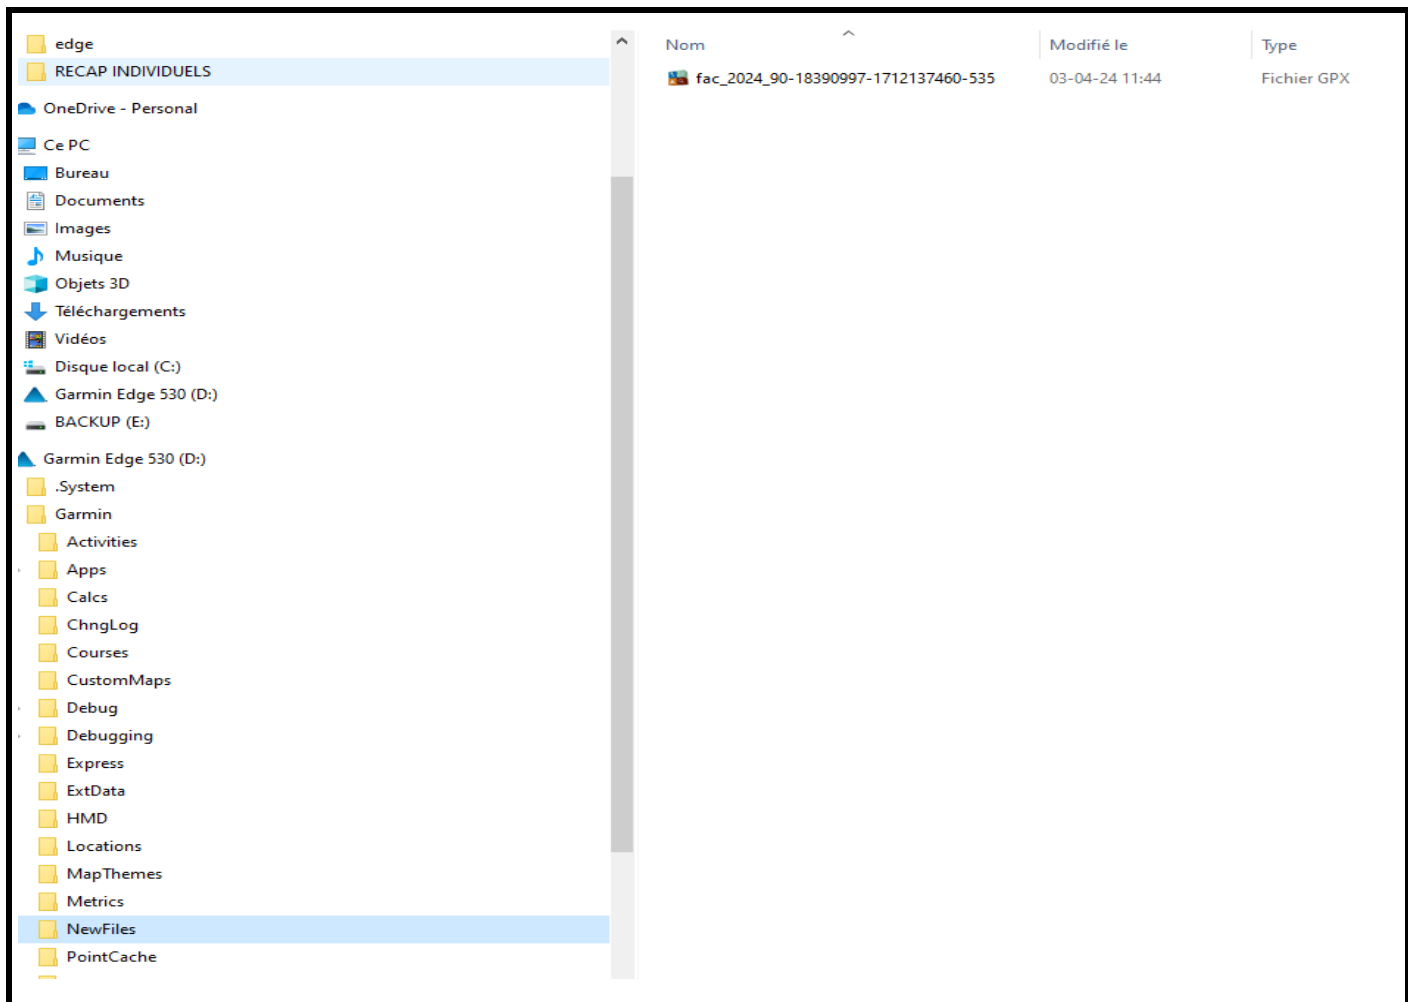 edge
RECAP INDIVIDUELS
OneDrive - Personal
Ce PC
Bureau
Documents
Images
Musique
Objets 3D
Téléchargements
Vidéos
Disque local (C:)
Garmin Edge 530 (D:)
BACKUP (E:)
Garmin Edge 530 (D:)
.System
Garmin
Activities
Apps
Calcs
ChngLog
Courses
CustomMaps
Debug
Debugging
Express
ExtData
HMD
Locations
MapThemes
Metrics
NewFiles
PointCache
Nom Modifié le Type
fac_2024_90-18390997-1712137460-535 03-04-24 11:44 Fichier GPX